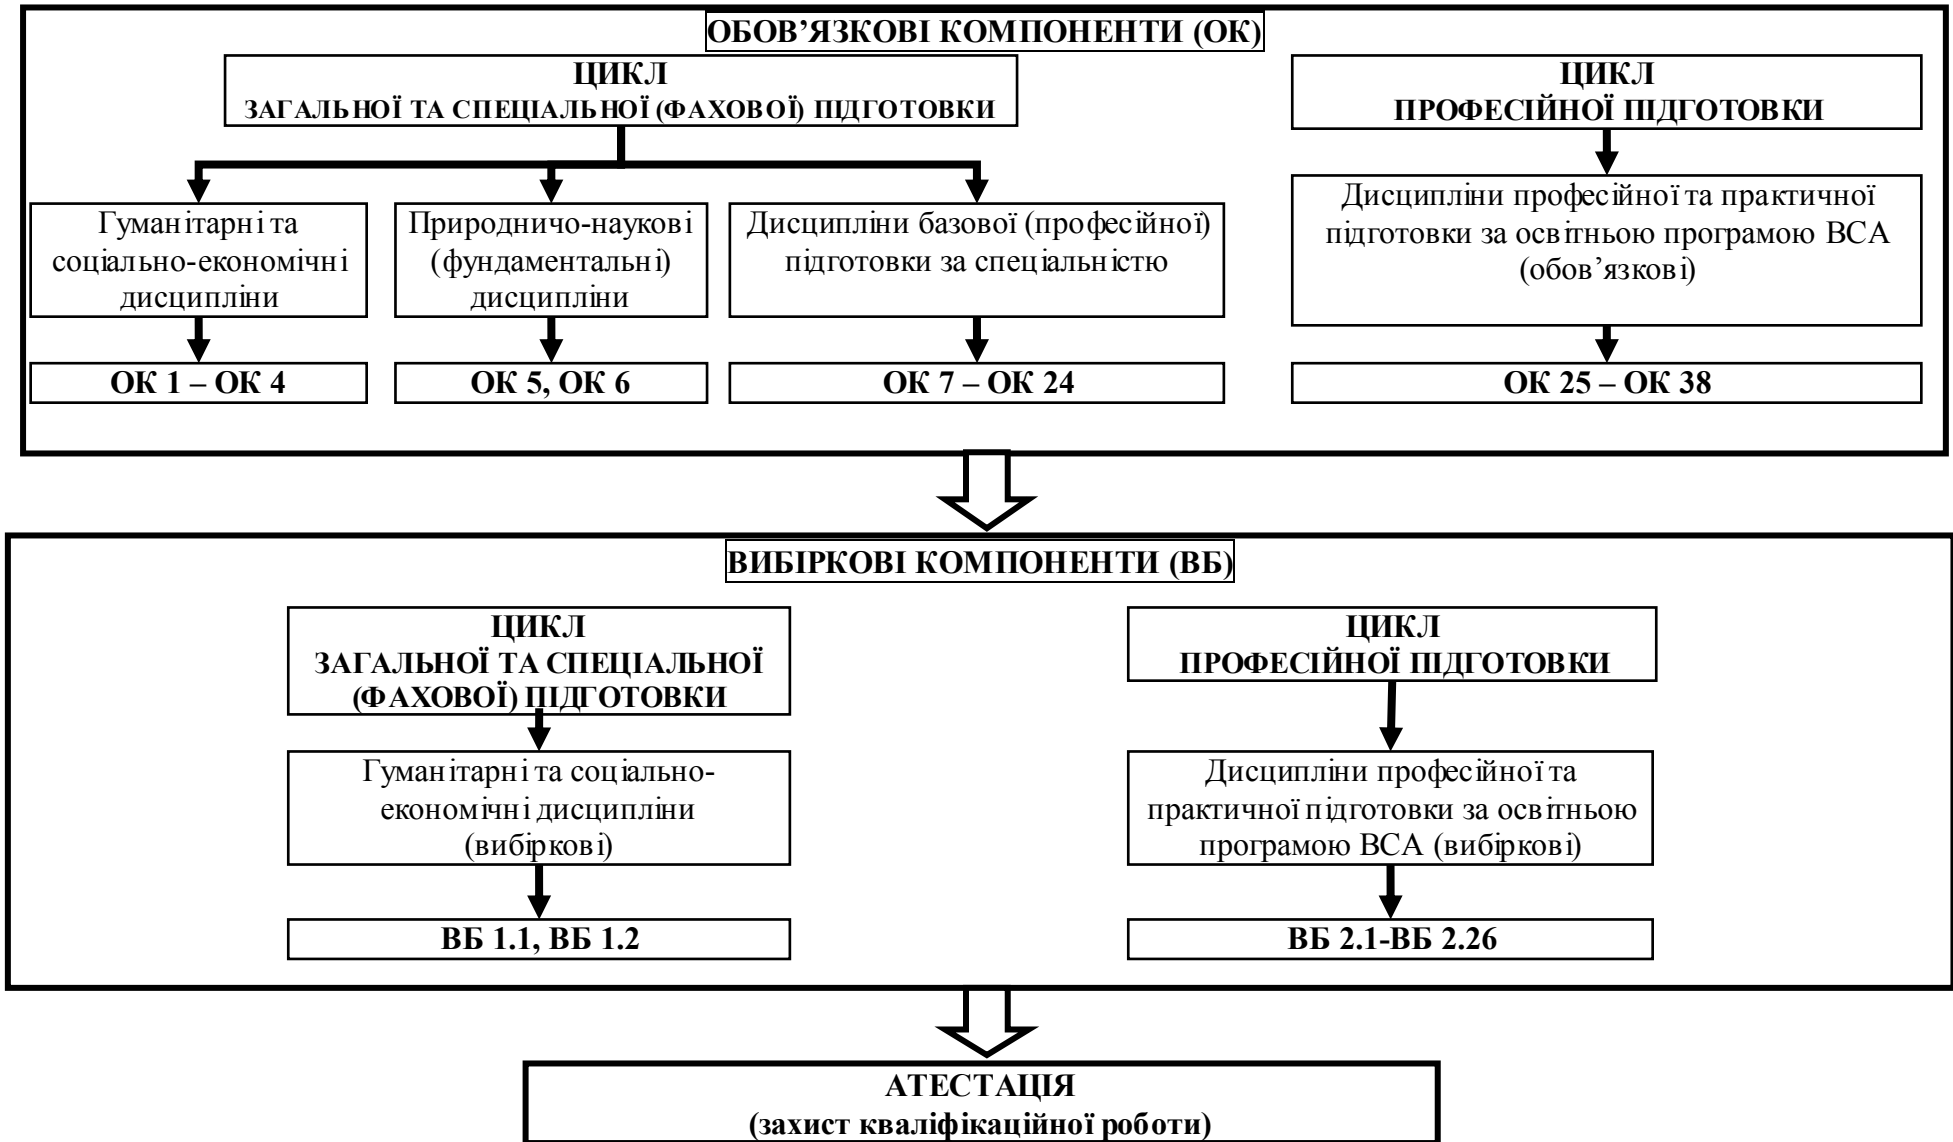 ОБОВ’ЯЗКОВІ КОМПОНЕНТИ (ОК)
ЦИКЛ
ЗАГАЛЬНОЇ ТА СПЕЦІАЛЬНОЇ (ФАХОВОЇ) ПІДГОТОВКИ
ЦИКЛ
ПРОФЕСІЙНОЇ ПІДГОТОВКИ
Гуманітарні та
соціально-економічні
дисципліни
Природничо-наукові
(фундаментальні)
дисципліни
Дисципліни базової (професійної)
підготовки за спеціальністю
Дисципліни професійної та практичної
підготовки за освітньою програмою ВСА
(обов’язкові)
ОК 1 – ОК 4
ОК 5, ОК 6
ОК 7 – ОК 24
ОК 25 – ОК 38
ВИБІРКОВІ КОМПОНЕНТИ (ВБ)
ЦИКЛ
ЗАГАЛЬНОЇ ТА СПЕЦІАЛЬНОЇ
(ФАХОВОЇ) ПІДГОТОВКИ
ЦИКЛ
ПРОФЕСІЙНОЇ ПІДГОТОВКИ
Гуманітарні та соціально-
економічні дисципліни
(вибіркові)
Дисципліни професійної та
практичної підготовки за освітньою
програмою ВСА (вибіркові)
ВБ 1.1, ВБ 1.2
ВБ 2.1-ВБ 2.26
АТЕСТАЦІЯ
(захист кваліфікаційної роботи)